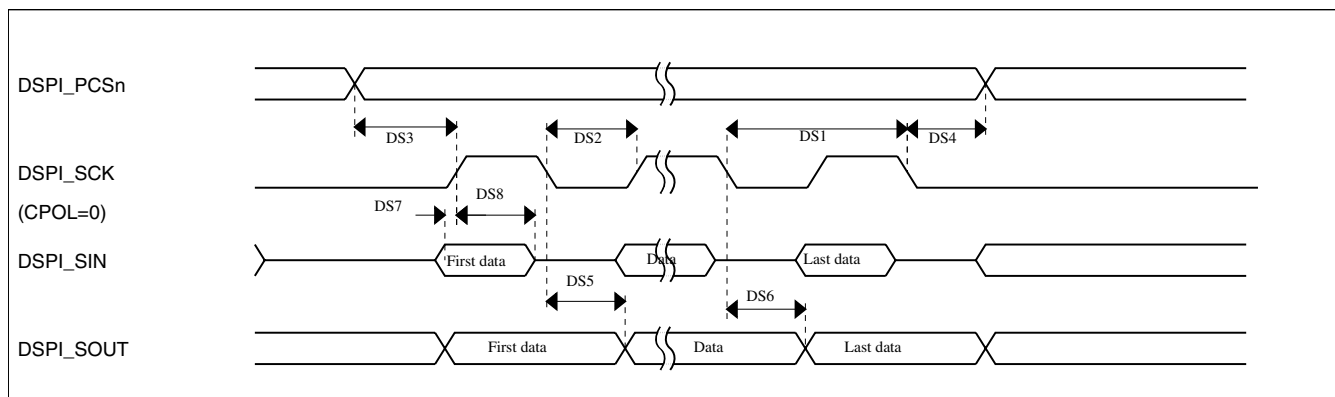 DSPI_PCSn
DS3
DS2
DS1
DS4
DSPI_SCK
(CPOL=0)
DS7
DS8
DSPI_SIN
First data
Data
Last data
DS5
DS6
DSPI_SOUT
First data
Data
Last data